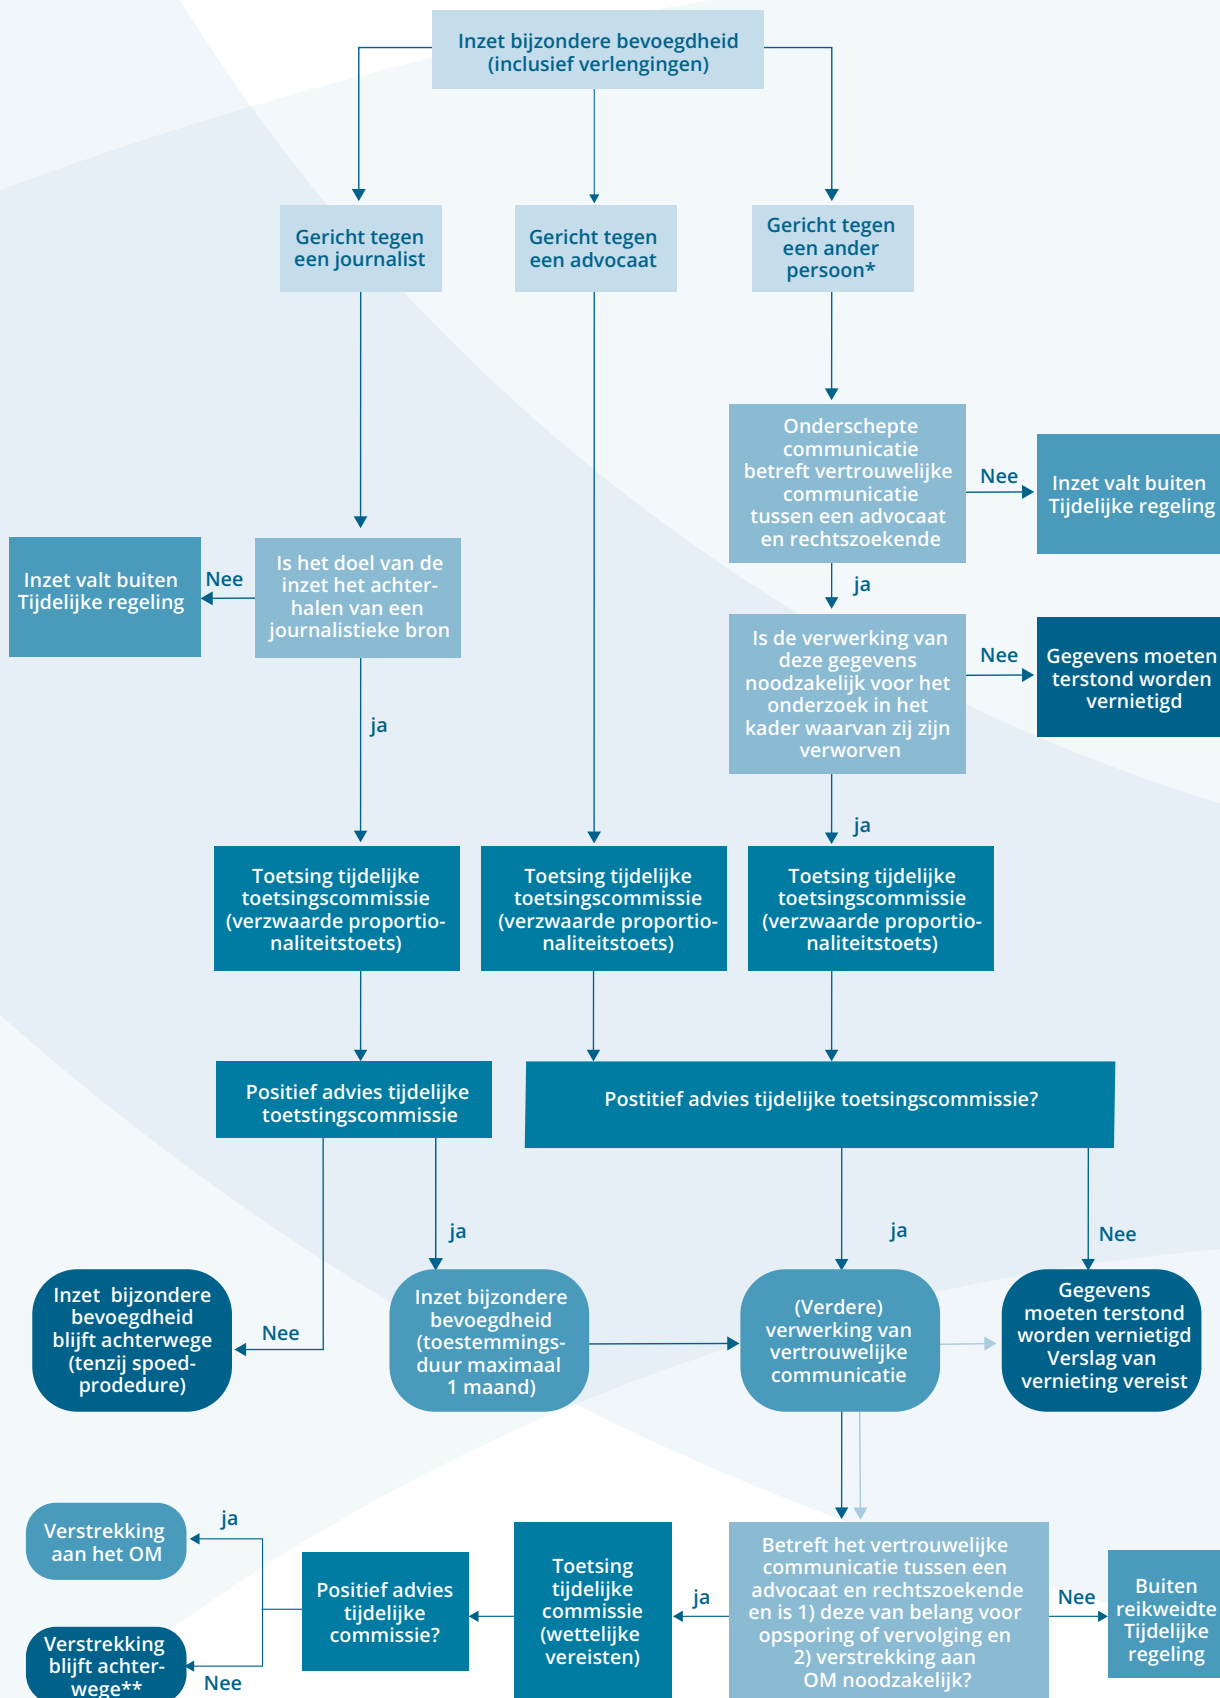 Inzet bijzondere bevoegdheid
(inclusief verlengingen)
Gericht tegen
een journalist
Gericht tegen
een advocaat
Gericht tegen
een ander
persoon*
Onderschepte
communicatie
betreft vertrouwelijke
communicatie
tussen een advocaat
en rechtszoekende
Nee
Inzet valt buiten
Tijdelijke regeling
ja
Inzet valt buiten
Tijdelijke regeling
Nee
Is het doel van de
inzet het achter-
halen van een
journalistieke bron
Is de verwerking van
deze gegevens
noodzakelijk voor het
onderzoek in het
kader waarvan zij zijn
verworven
Nee
Gegevens moeten
terstond worden
vernietigd
ja
ja
Toetsing tijdelijke
toetsingscommissie
(verzwaarde proportio-
naliteitstoets)
Toetsing tijdelijke
toetsingscommissie
(verzwaarde proportio-
naliteitstoets)
Toetsing tijdelijke
toetsingscommissie
(verzwaarde proportio-
naliteitstoets)
Positief advies tijdelijke
toetstingscommissie
Postitief advies tijdelijke toetsingscommissie?
ja
ja
Nee
Inzet bijzondere
bevoegdheid
blijft achterwege
(tenzij spoed-
prodedure)
Nee
Inzet bijzondere
bevoegdheid
(toestemmings-
duur maximaal
1 maand)
(Verdere)
verwerking van
vertrouwelijke
communicatie
Gegevens
moeten terstond
worden vernietigd
Verslag van
vernieting vereist
Verstrekking
aan het OM
ja
Verstrekking
blijft achter-
wege**
Nee
Positief advies
tijdelijke
commissie?
Toetsing
tijdelijke
commissie
(wettelijke
vereisten)
ja
Betreft het vertrouwelijke
communicatie tussen een
advocaat en rechtszoekende
en is 1) deze van belang voor
opsporing of vervolging en
2) verstrekking aan
OM noodzakelijk?
Nee
Buiten
reikweidte
Tijdelijke
regeling